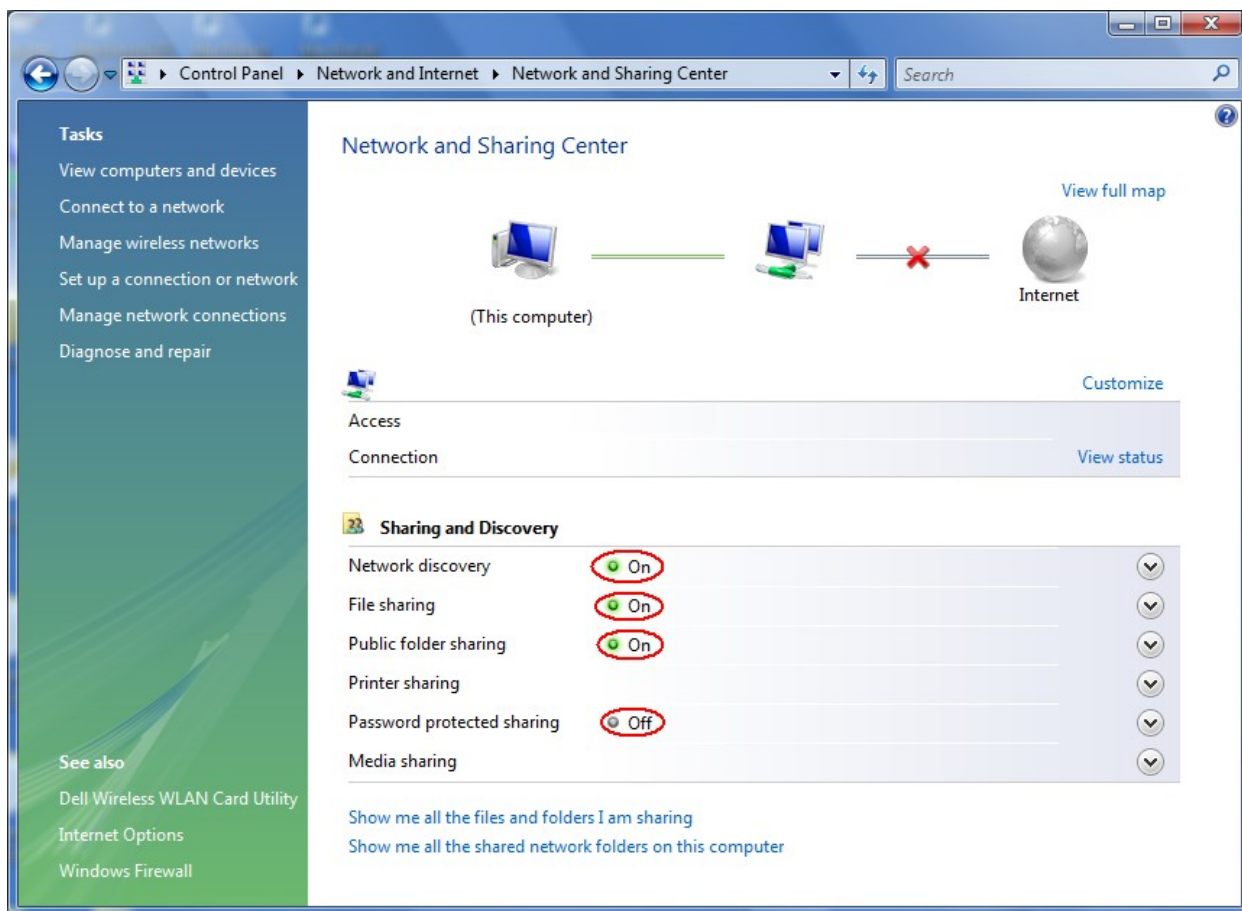 Control Panel Network and Internet Network and Sharing Center Search
Tasks
View computers and devices
Connect to a network
Manage wireless networks
Set up a connection or network
Manage network connections
Diagnose and repair
See also
Dell Wireless WLAN Card Utility
Internet Options
Windows Firewall
Network and Sharing Center
View full map
(This computer)
Internet
Customize
Access
Connection View status
Sharing and Discovery
Network discovery On
File sharing On
Public folder sharing On
Printer sharing
Password protected sharing Off
Media sharing
Show me all the files and folders I am sharing
Show me all the shared network folders on this computer